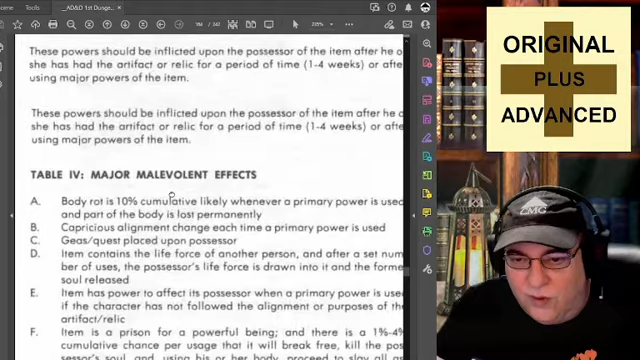 _AD&D 1st Dunge
Tools
164 / 242
235%
These powers should be inflicted upon the possessor of the item after he o
she has had the artifact or relic for a period of time (1-4 weeks) or afte
using major powers of the item.
These powers should be inflicted upon the possessor of the item after he o
she has had the artifact or relic for a period of time (1-4 weeks) or afte
using major powers of the item.
TABLE IV: MAJOR MALEVOLENT EFFECTS
A. Body rot is 10% cumulative likely whenever a primary power is used
and part of the body is lost permanently
B. Capricious alignment change each time a primary power is used
C. Geas/quest placed upon possessor
D. Item contains the life force of another person, and after a set num
ber of uses, the possessor's life force is drawn into it and the forme
soul released
E. Item has power to affect its possessor when a primary power is used
if the character has not followed the alignment or purposes of the
artifact/relic
F. Item is a prison for a powerful being; and there is a 1%-4%
cumulative chance per usage that it will break free, kill the pos
sessor's soul, and, using his or her body, proceed to slay all as
ORIGINAL
PLUS
ADVANCED
CMG